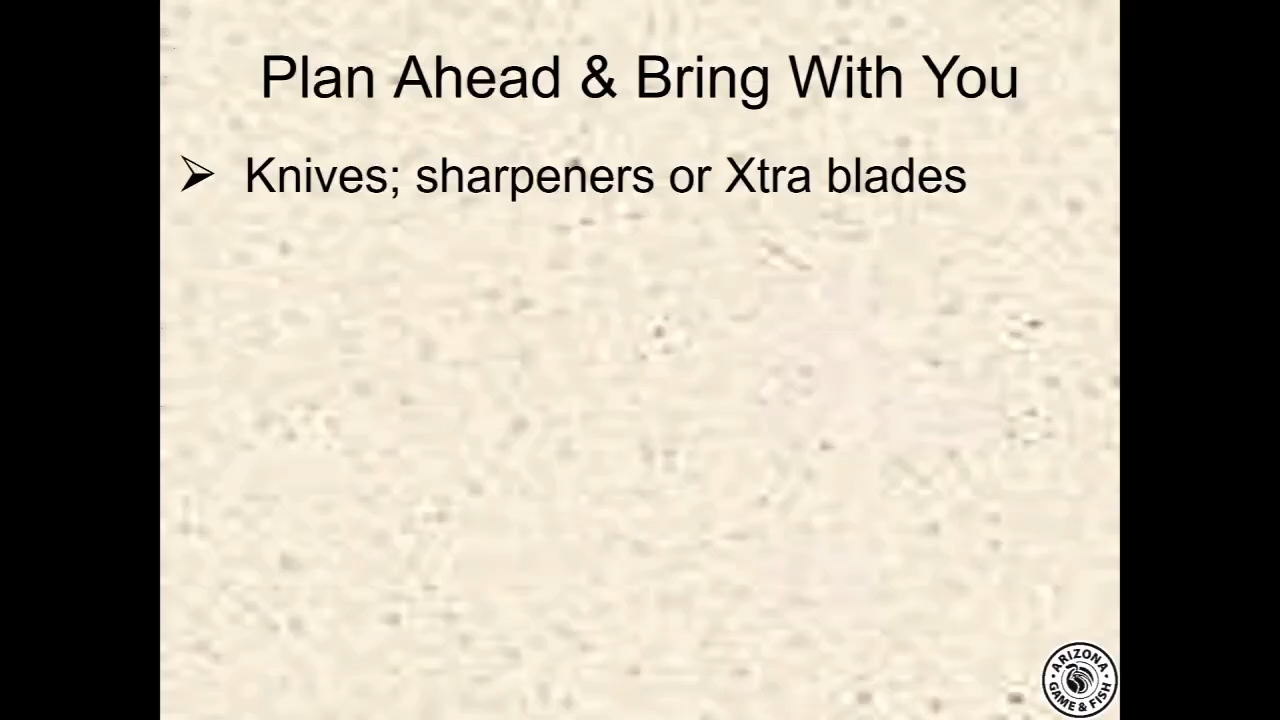 Plan Ahead & Bring With You
➢ Knives; sharpeners or Xtra blades
ARIZONA
GAME & FISH